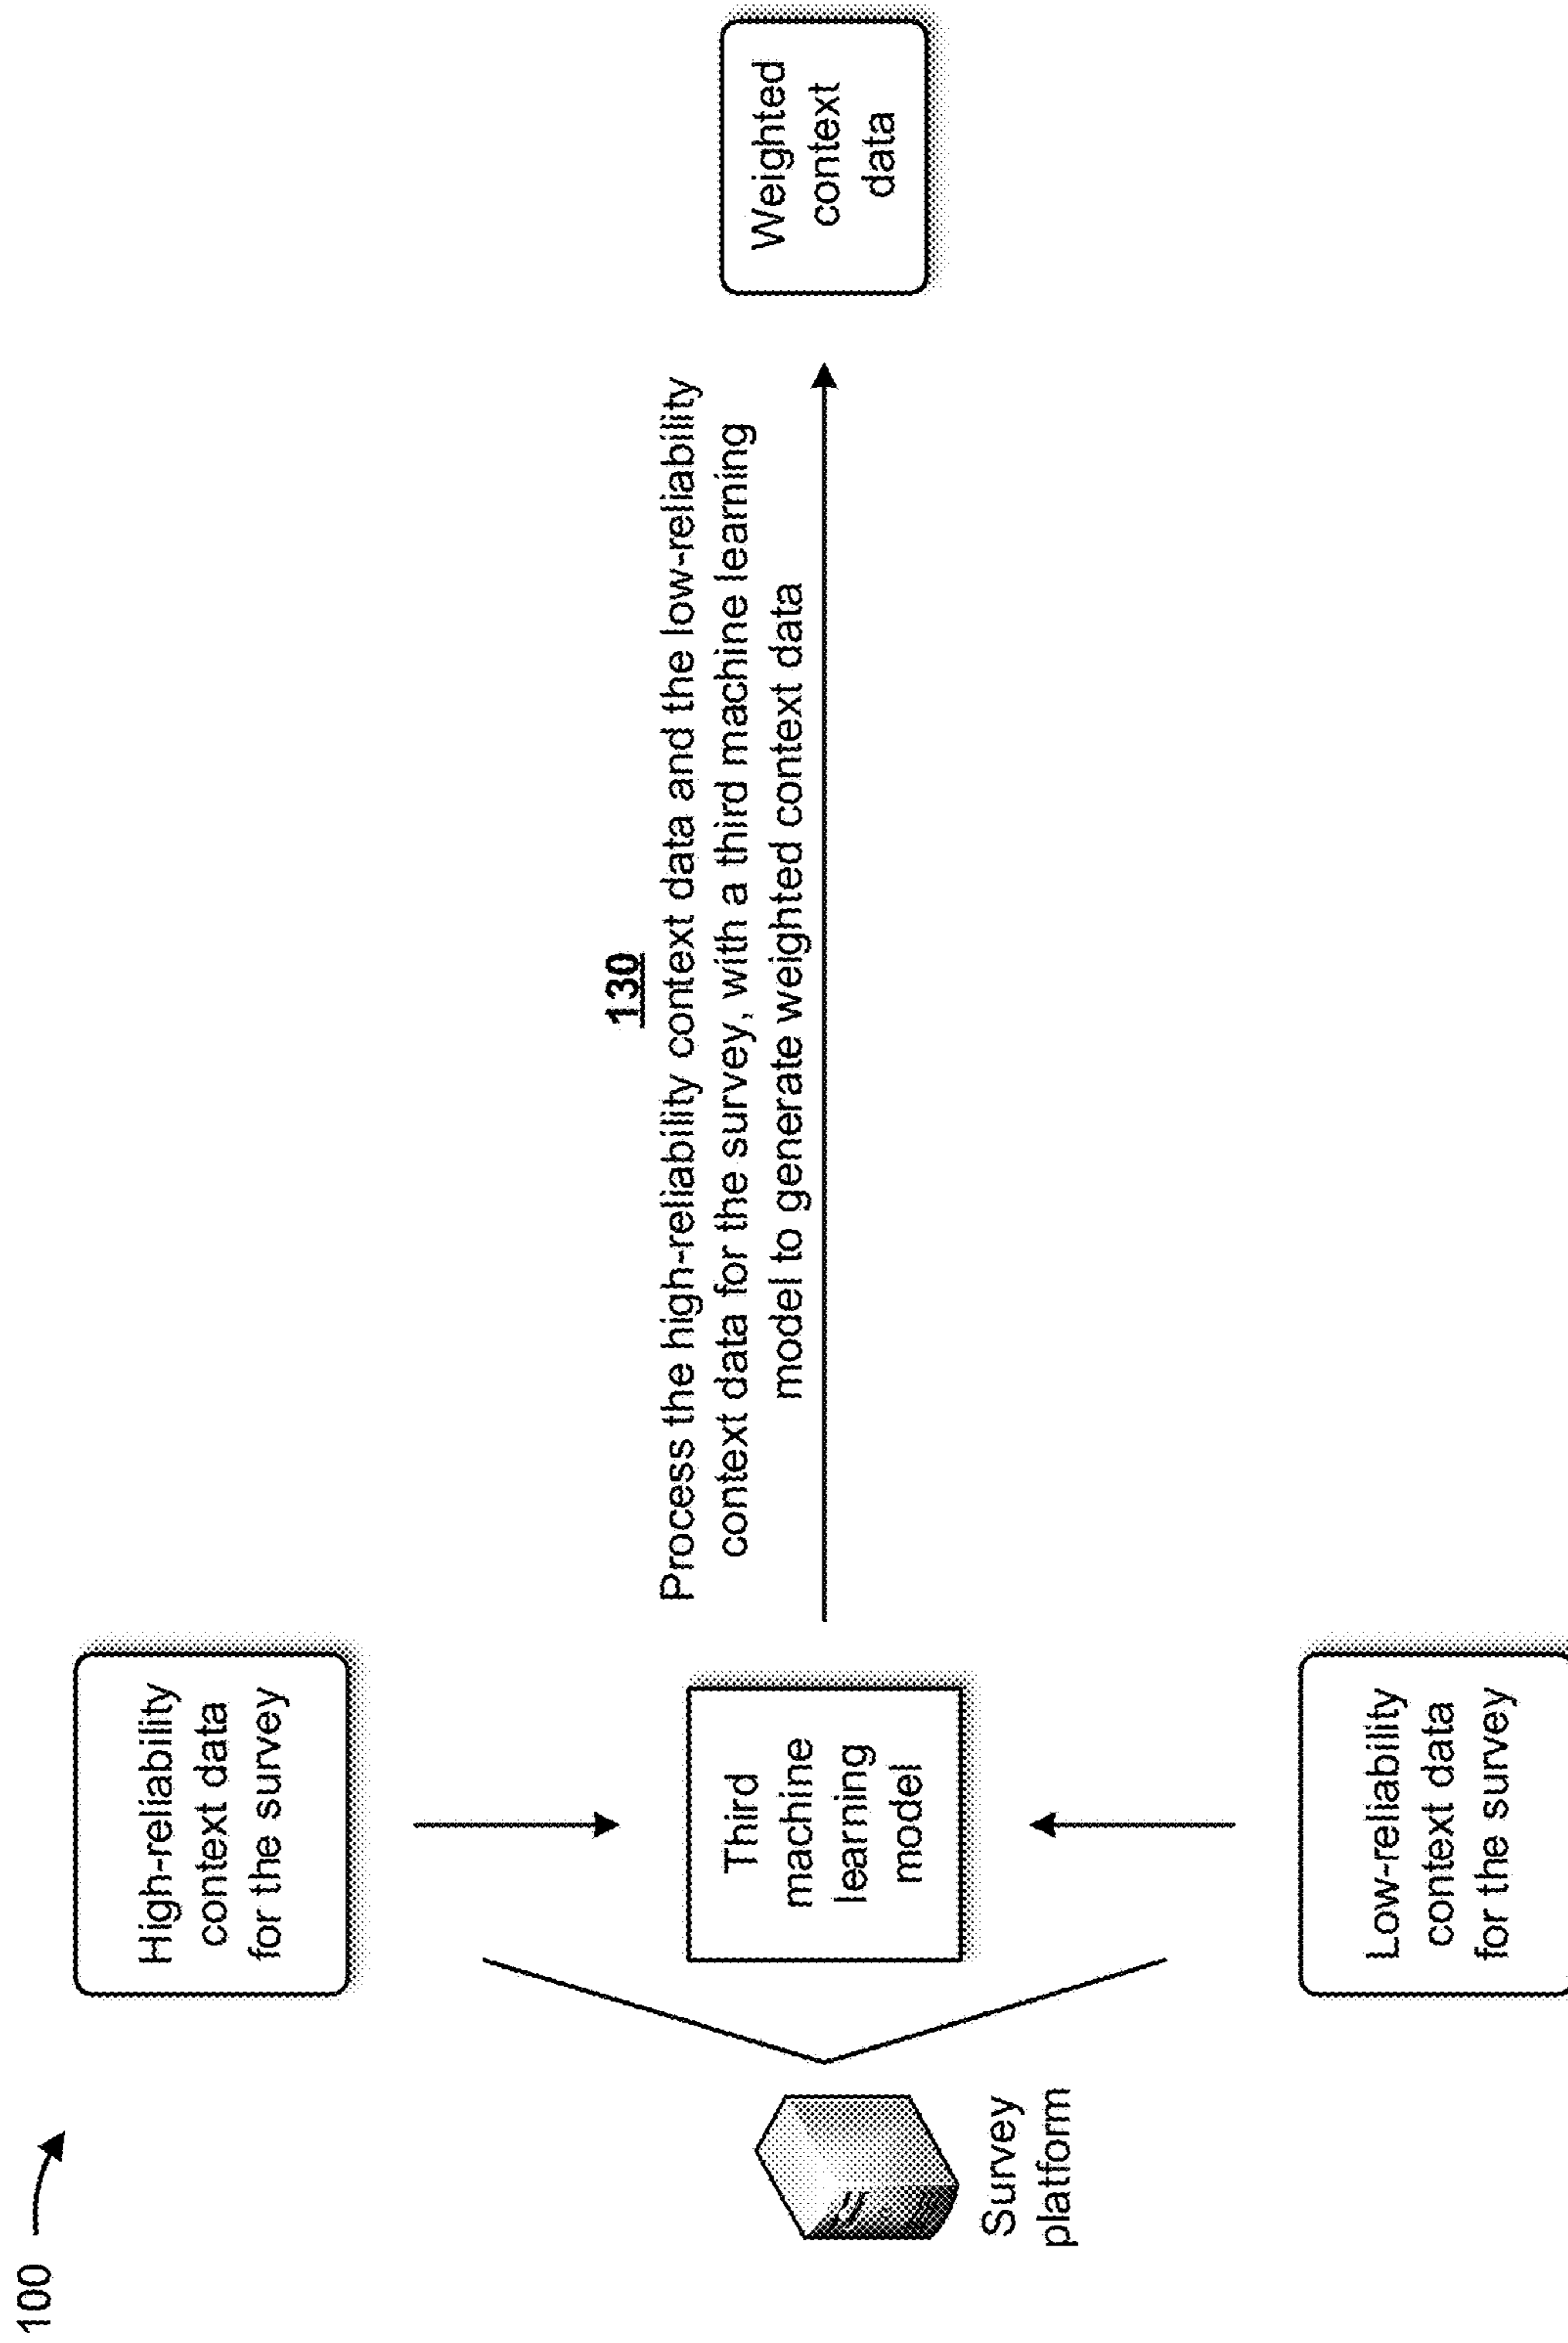 100
High-reliability
context data
for the survey
130
Process the high-reliability context data and the low-reliability
context data for the survey, with a third machine learning
model to generate weighted context data
Third
machine
learning
model
Weighted
context
data
Survey
platform
Low-reliability
context data
for the survey